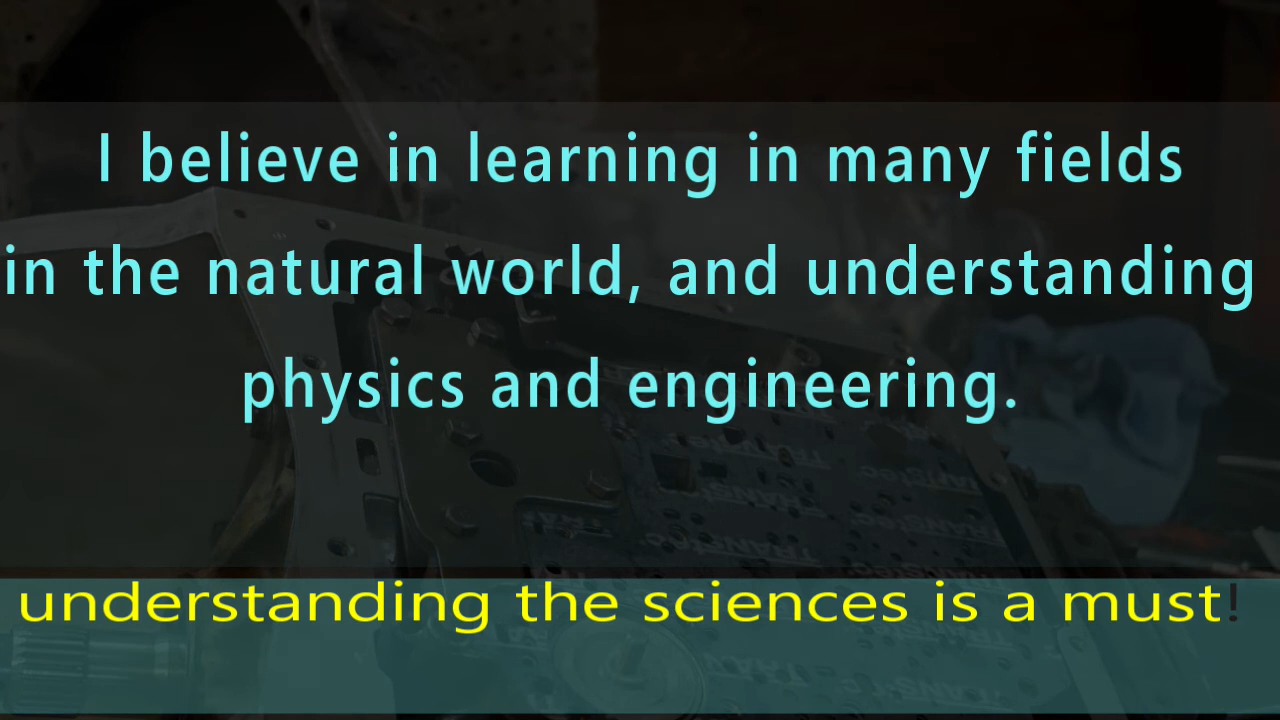 I believe in learning in many fields
in the natural world, and understanding
physics and engineering.
understanding the sciences is a must!